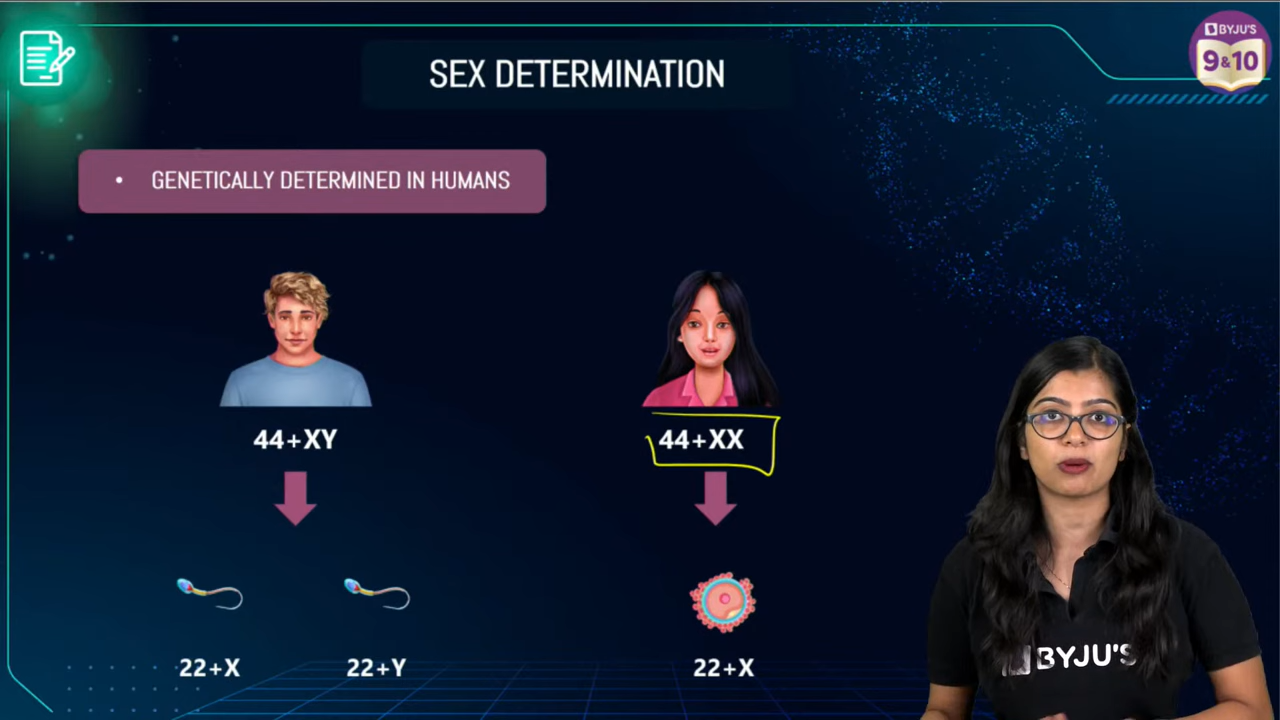 SEX DETERMINATION
BYJU'S
9&10
• GENETICALLY DETERMINED IN HUMANS
44+XY
44+XX
22+X
22+Y
22+X
BYJU'S